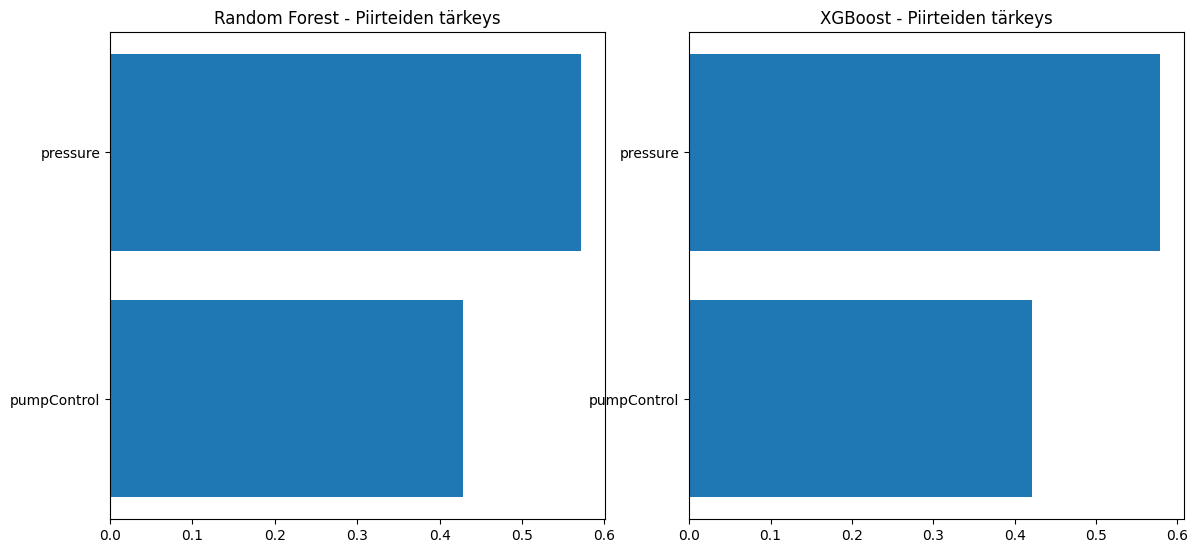 Random Forest - Piirteiden tärkeys
pressure
pumpControl
0.0 0.1 0.2 0.3 0.4 0.5 0.6
XGBoost - Piirteiden tärkeys
pressure
pumpControl
0.0 0.1 0.2 0.3 0.4 0.5 0.6